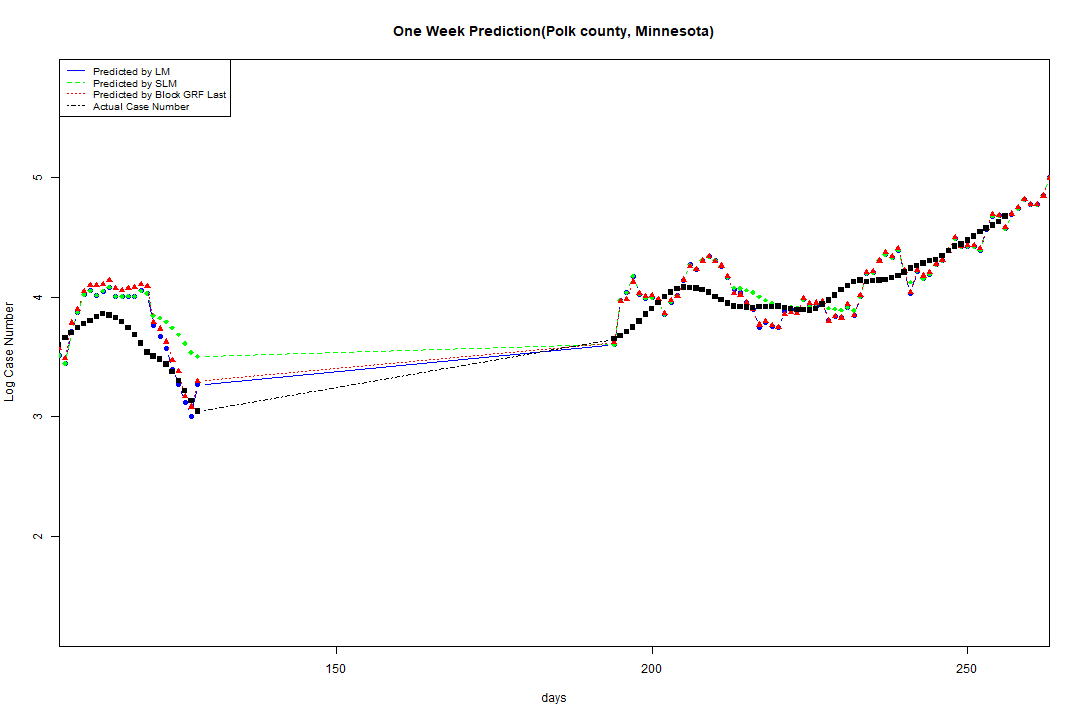 One Week Prediction(Polk county, Minnesota)
Predicted by LM
Predicted by SLM
Predicted by Block GRF Last
Actual Case Number
5
4
3
2
Log Case Number
150 200 250
days